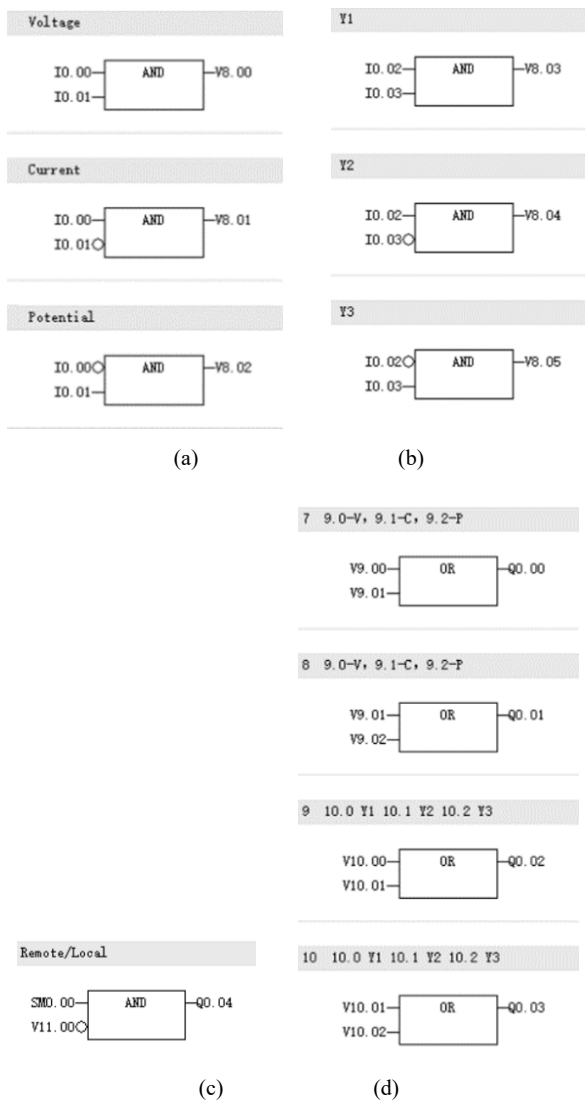 Voltage
I0.00 AND V8.00
I0.01
Current
I0.00 AND V8.01
I0.01
Potential
I0.00 AND V8.02
I0.01
(a)
Y1
I0.02 AND V8.03
I0.03
Y2
I0.02 AND V8.04
I0.03
Y3
I0.02 AND V8.05
I0.03
(b)
Remote/Local
SM0.00 AND Q0.04
V11.00
(c)
7 9.0-V, 9.1-C, 9.2-P
V9.00 OR Q0.00
V9.01
8 9.0-V, 9.1-C, 9.2-P
V9.01 OR Q0.01
V9.02
9 10.0 Y1 10.1 Y2 10.2 Y3
V10.00 OR Q0.02
V10.01
10 10.0 Y1 10.1 Y2 10.2 Y3
V10.01 OR Q0.03
V10.02
(d)